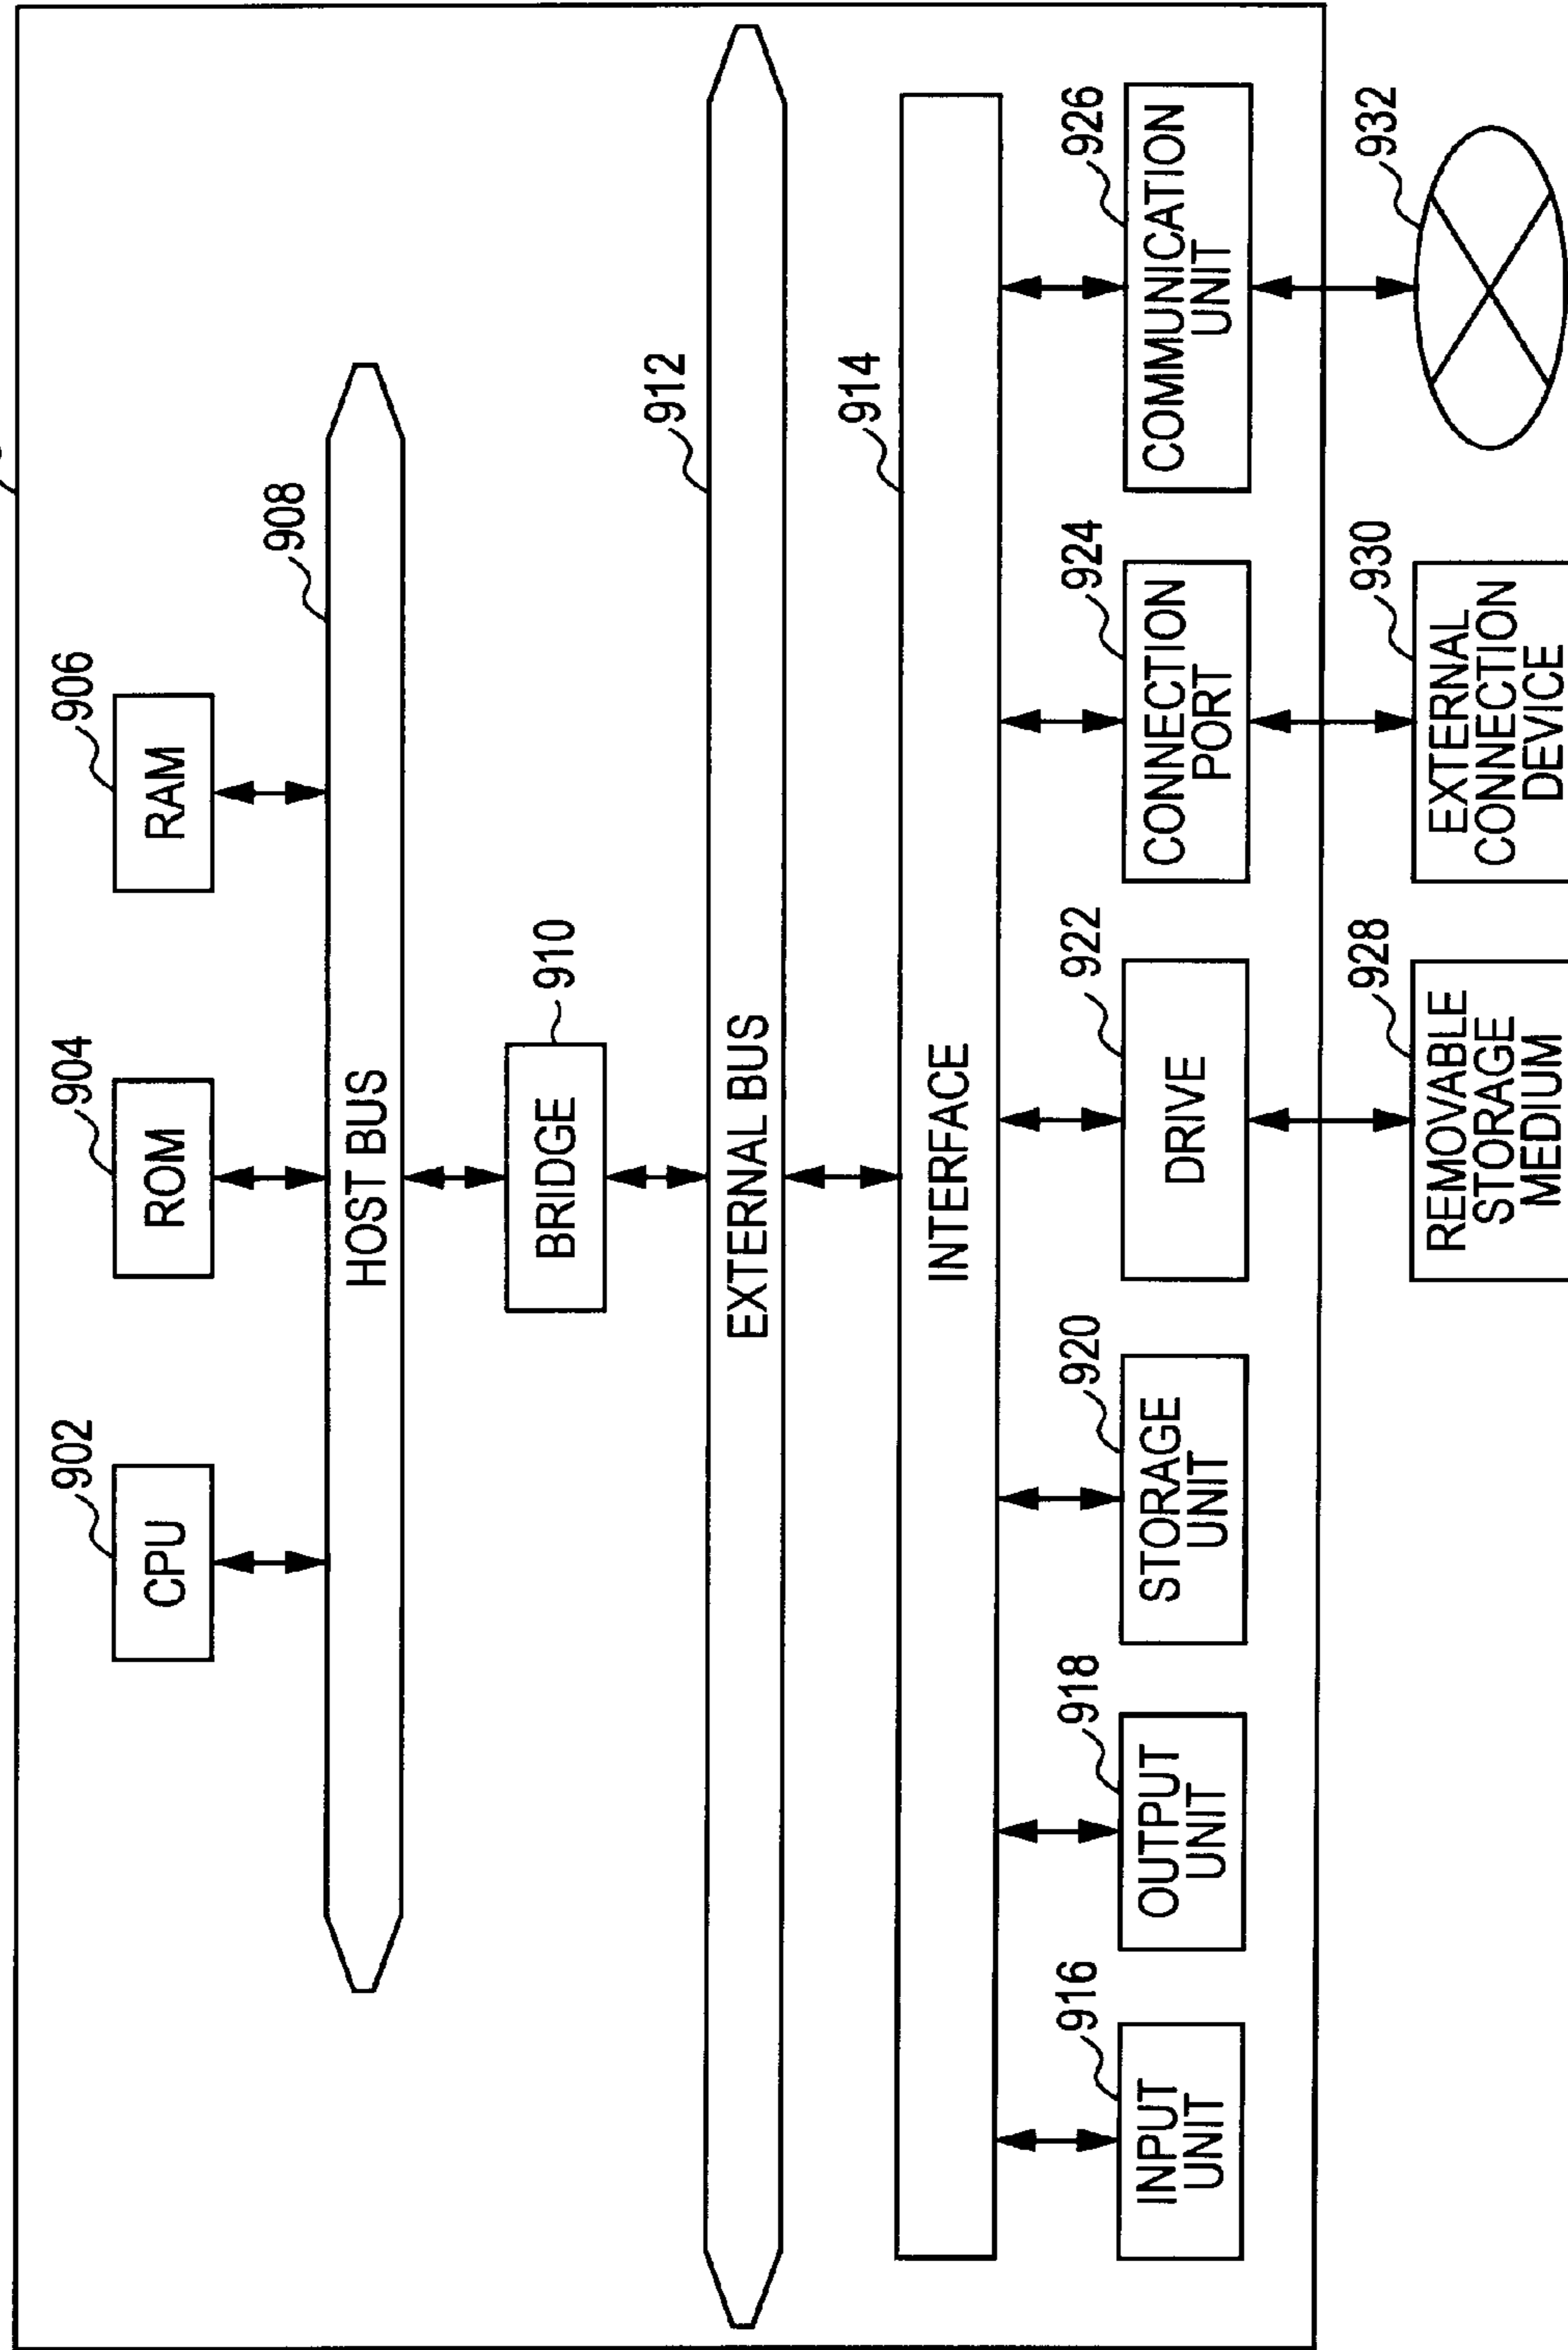 902
CPU
904
ROM
906
RAM
908
HOST BUS
910
BRIDGE
912
EXTERNAL BUS
914
INTERFACE
916
INPUT
UNIT
918
OUTPUT
UNIT
920
STORAGE
UNIT
922
DRIVE
924
CONNECTION
PORT
926
COMMUNICATION
UNIT
928
REMOVABLE
STORAGE
MEDIUM
930
EXTERNAL
CONNECTION
DEVICE
932